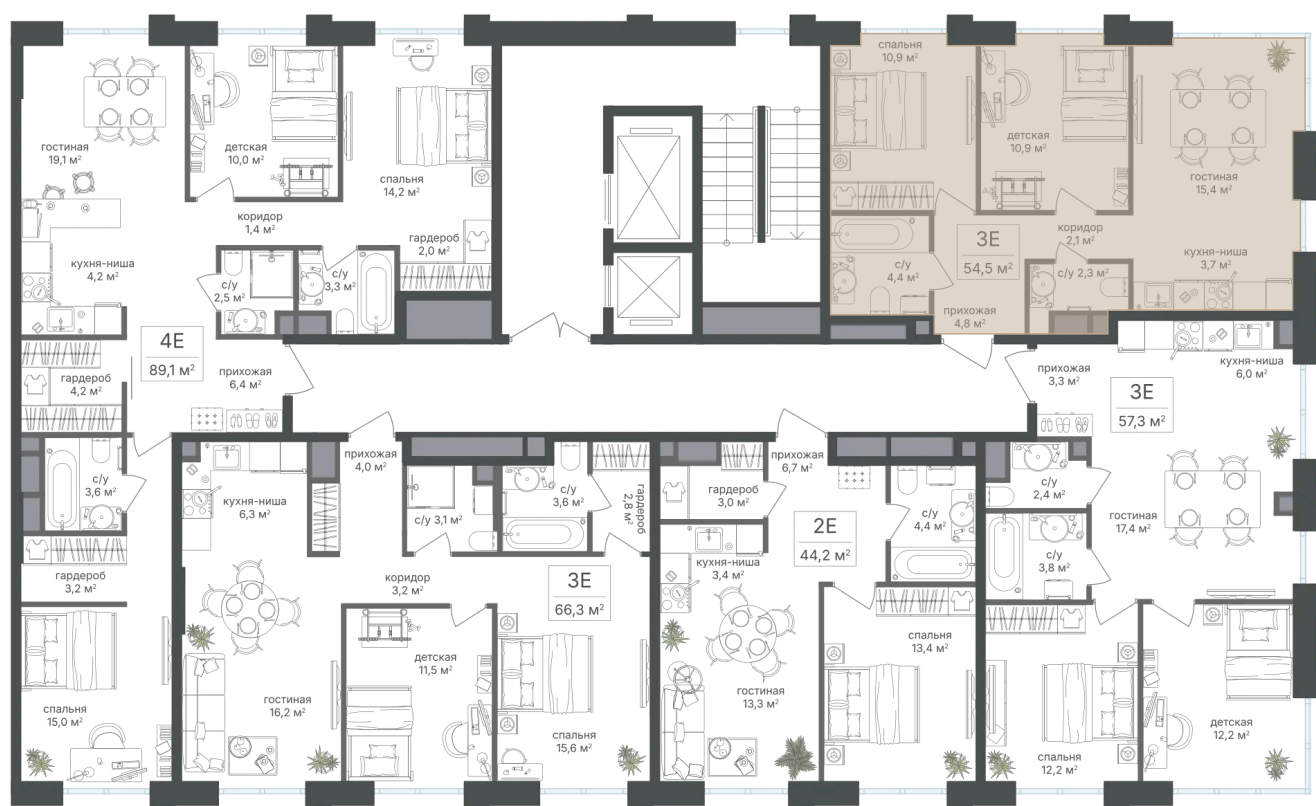 гостиная
19,1 м²
кухня-ниша
4,2 м²
детская
10,0 м²
коридор
1,4 м²
спальня
14,2 м²
гардероб
2,0 м²
с/у
2,5 м²
с/у
3,3 м²
4E
89,1 м²
гардероб
4,2 м²
прихожая
6,4 м²
с/у
3,6 м²
гардероб
3,2 м²
спальня
15,0 м²
спальня
10,9 м²
детская
10,9 м²
гостиная
15,4 м²
коридор
2,1 м²
3E
54,5 м²
с/у
4,4 м²
с/у 2,3 м²
кухня-ниша
3,7 м²
прихожая
4,8 м²
кухня-ниша
6,3 м²
прихожая
4,0 м²
с/у 3,1 м²
с/у
3,6 м²
гардероб
2,8 м²
коридор
3,2 м²
3E
66,3 м²
гостиная
16,2 м²
детская
11,5 м²
спальня
15,6 м²
прихожая
6,7 м²
гардероб
3,0 м²
кухня-ниша
3,4 м²
2E
44,2 м²
с/у
4,4 м²
гостиная
13,3 м²
спальня
13,4 м²
прихожая
3,3 м²
кухня-ниша
6,0 м²
3E
57,3 м²
с/у
2,4 м²
гостиная
17,4 м²
с/у
3,8 м²
спальня
12,2 м²
детская
12,2 м²